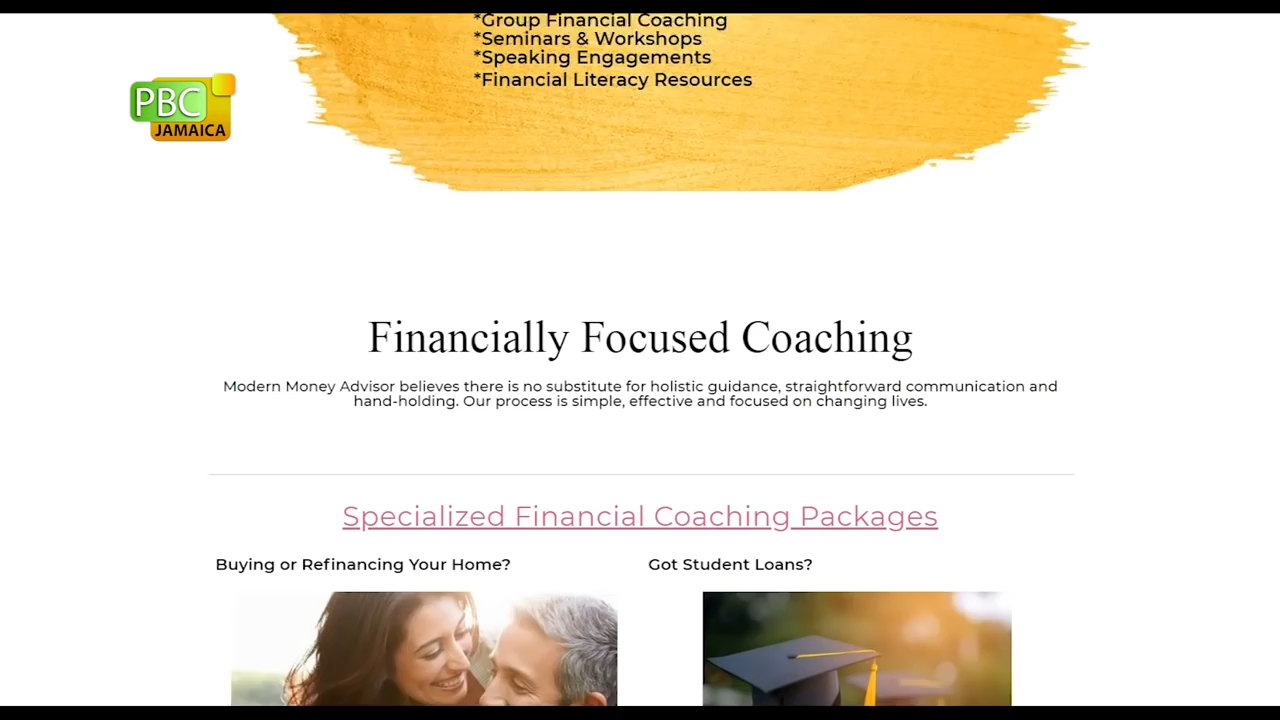 *Group Financial Coaching
*Seminars & Workshops
*Speaking Engagements
*Financial Literacy Resources
PBC
JAMAICA
Financially Focused Coaching
Modern Money Advisor believes there is no substitute for holistic guidance, straightforward communication and
hand-holding. Our process is simple, effective and focused on changing lives.
Specialized Financial Coaching Packages
Buying or Refinancing Your Home?
Got Student Loans?